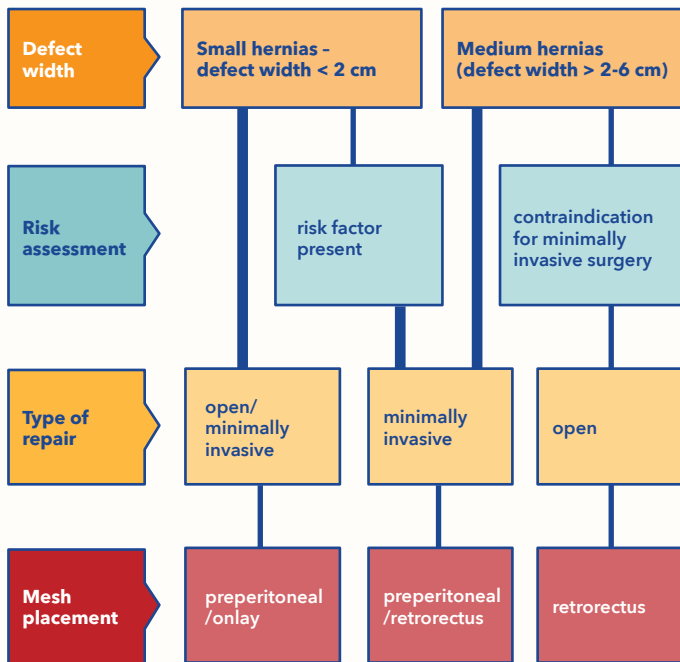 Defect
width
Small hernias –
defect width < 2 cm
Medium hernias
(defect width > 2-6 cm)
Risk
assessment
risk factor
present
contraindication
for minimally
invasive surgery
Type of
repair
open/
minimally
invasive
minimally
invasive
open
Mesh
placement
preperitoneal
/onlay
preperitoneal
/retrorectus
retrorectus